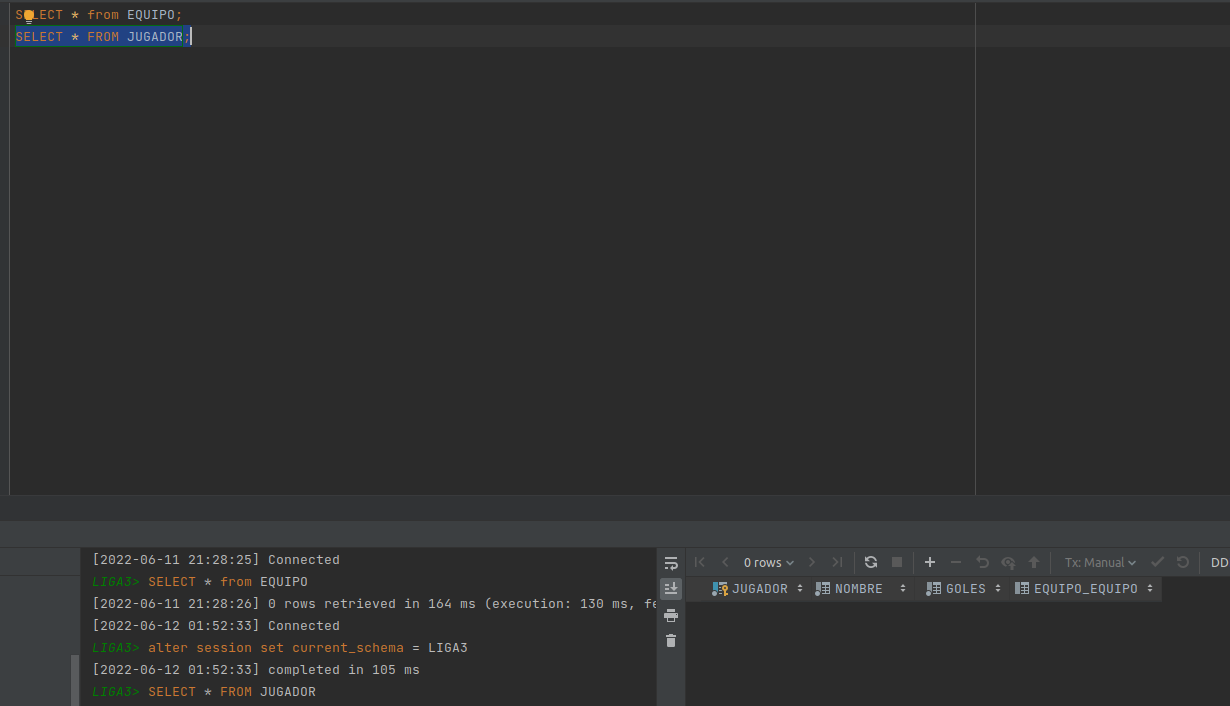 SELECT * from EQUIPO;
SELECT * FROM JUGADOR;
[2022-06-11 21:28:25] Connected
LIGA3> SELECT * from EQUIPO
[2022-06-11 21:28:26] 0 rows retrieved in 164 ms (execution: 130 ms, fe
[2022-06-12 01:52:33] Connected
LIGA3> alter session set current_schema = LIGA3
[2022-06-12 01:52:33] completed in 105 ms
LIGA3> SELECT * FROM JUGADOR
0 rows Tx: Manual DD
JUGADOR NOMBRE GOLES EQUIPO_EQUIPO